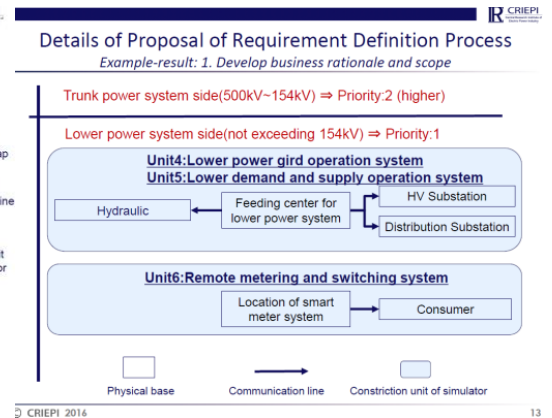 CRIEPI
Details of Proposal of Requirement Definition Process
Example-result: 1. Develop business rationale and scope
Trunk power system side(500kV~154kV) ⇒ Priority:2 (higher)
Lower power system side(not exceeding 154kV) ⇒ Priority:1
Unit4:Lower power gird operation system
Unit5:Lower demand and supply operation system
Hydraulic
Feeding center for
lower power system
HV Substation
Distribution Substation
Unit6:Remote metering and switching system
Location of smart
meter system
Consumer
Physical base
Communication line
Constriction unit of simulator
CRIEPI 2016
13